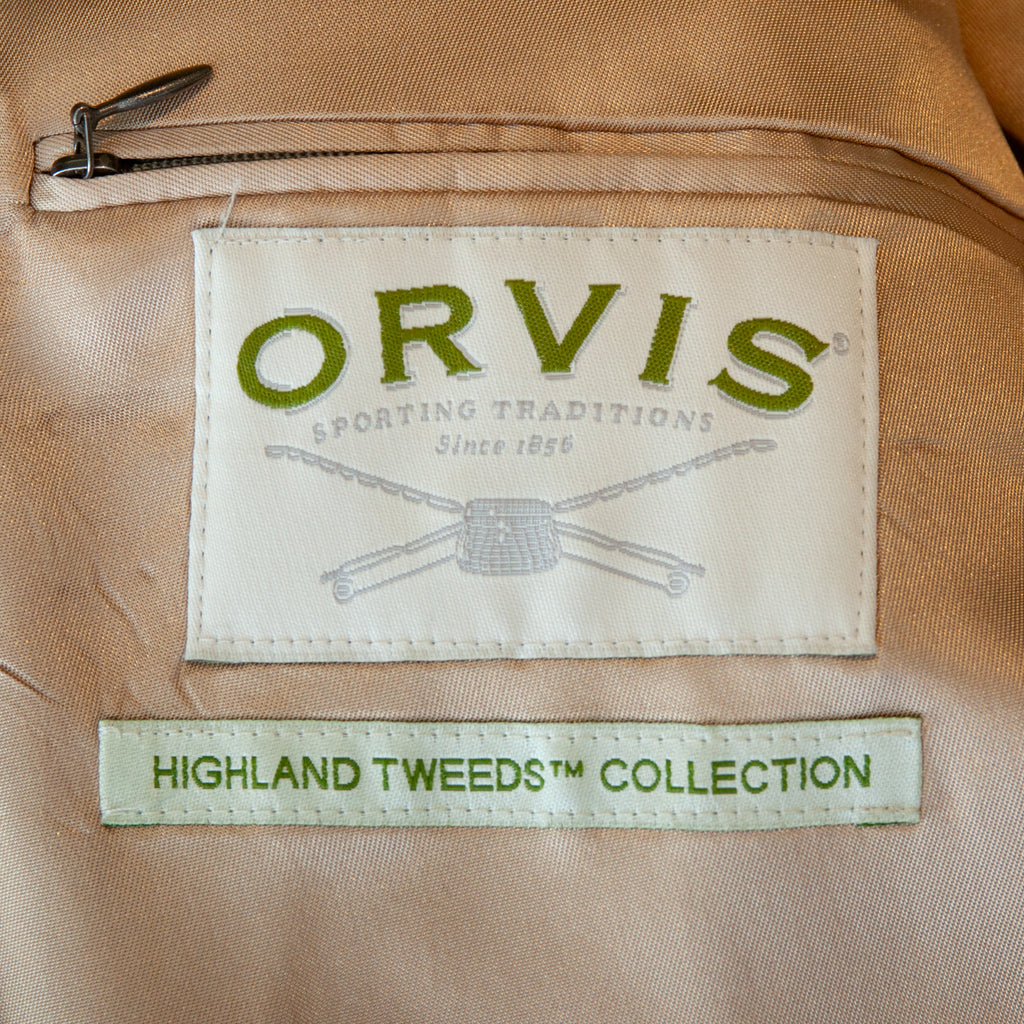 ORVIS®
SPORTING TRADITIONS
Since 1856
HIGHLAND TWEEDS™ COLLECTION